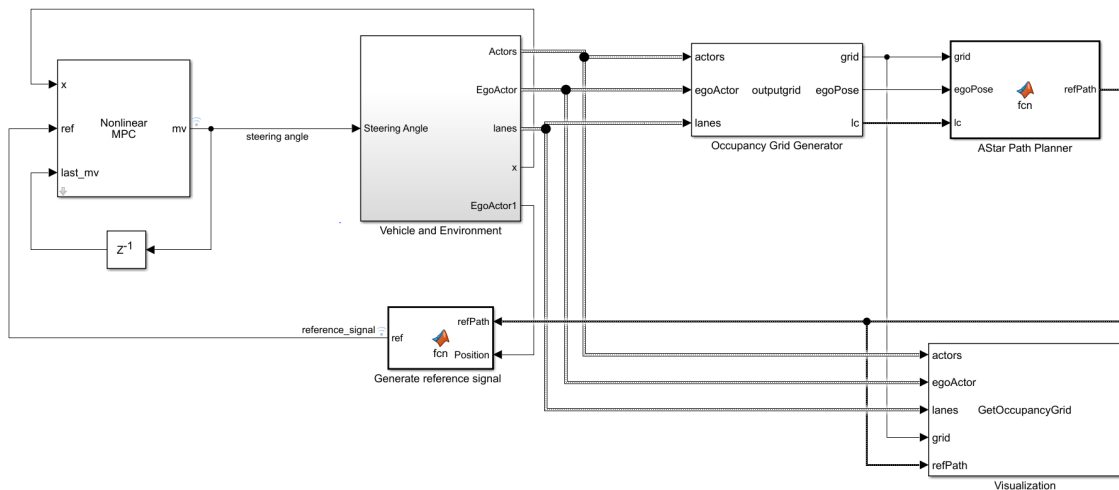 x
ref
last_mv
Nonlinear
MPC
mv
steering angle
Z-1
Steering Angle
Actors
EgoActor
lanes
x
EgoActor1
Vehicle and Environment
actors
egoActor
lanes
outputgrid
grid
egoPose
lc
Occupancy Grid Generator
grid
egoPose
lc
fcn
refPath
AStar Path Planner
reference_signal
ref
fcn
refPath
Position
Generate reference signal
actors
egoActor
lanes
grid
refPath
GetOccupancyGrid
Visualization